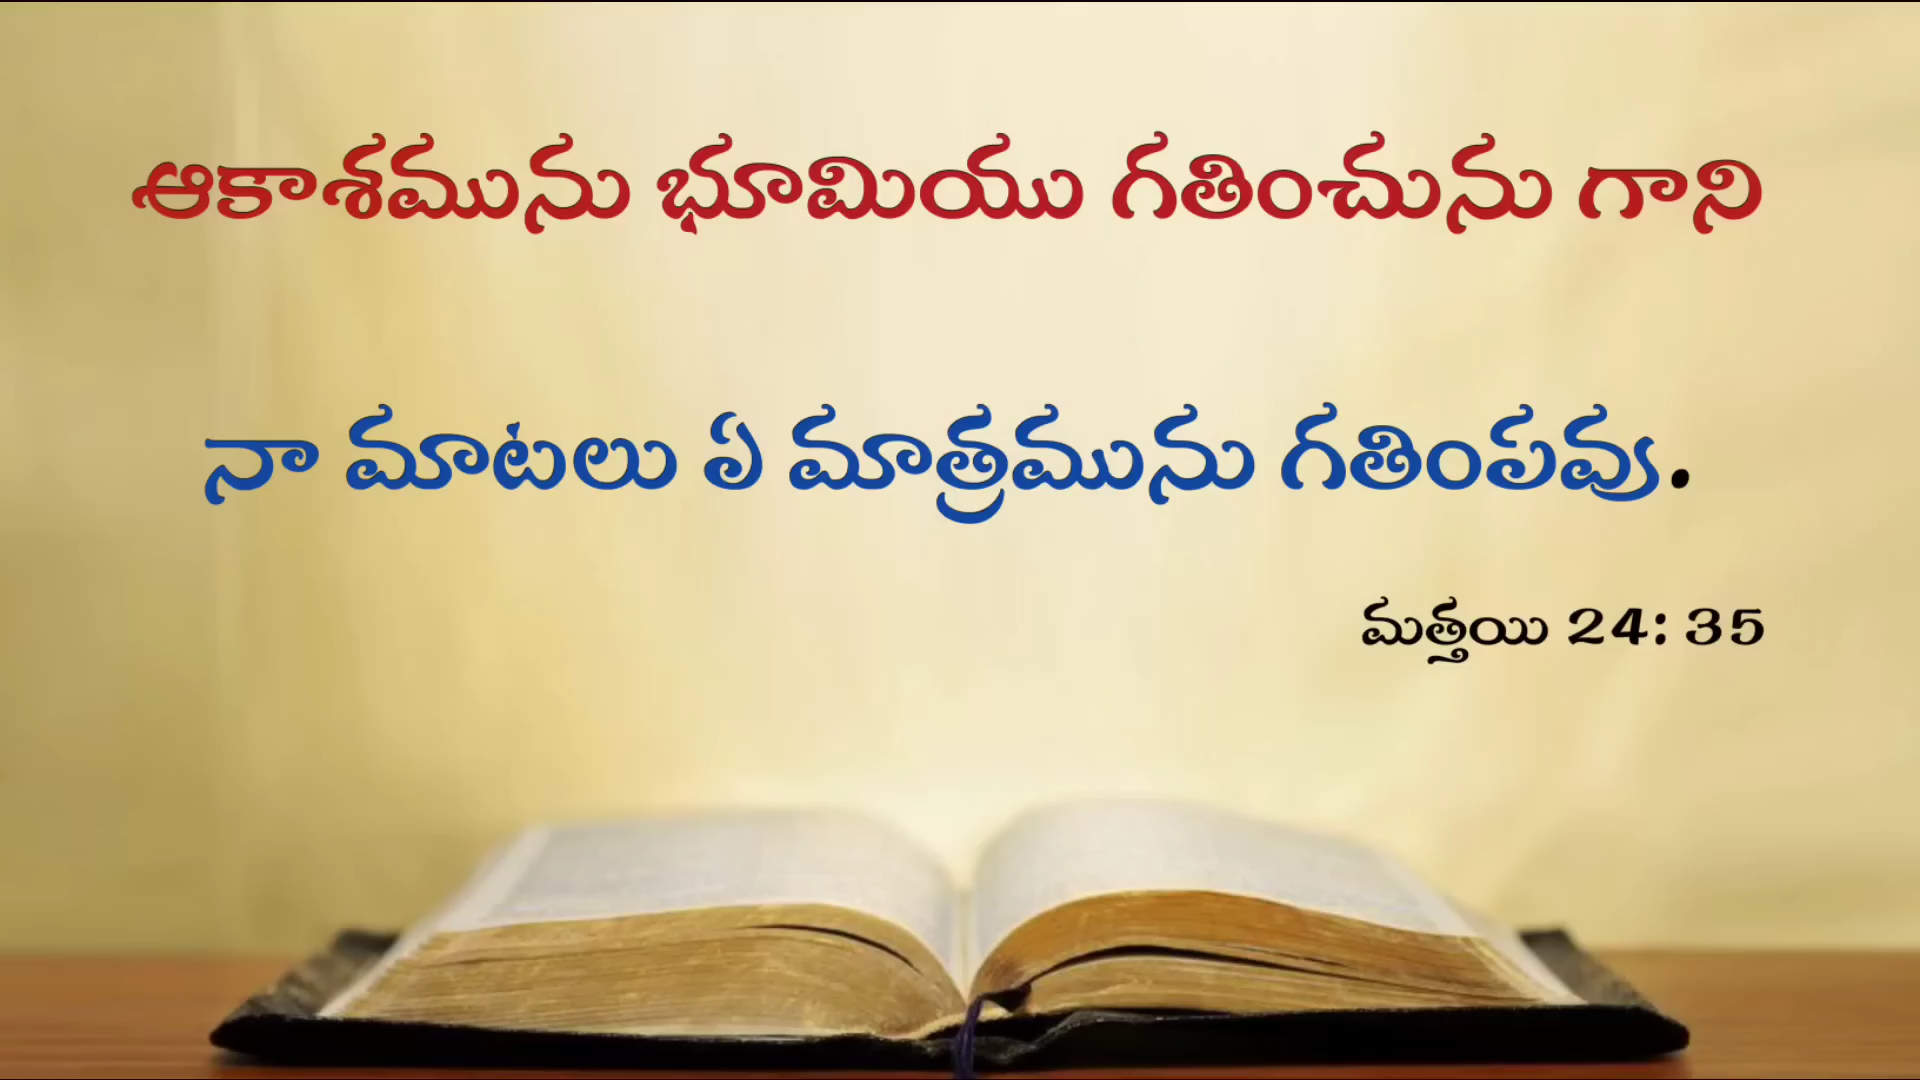 ఆకాశమును భూమియు గతించును గాని
నా మాటలు ఏ మాత్రమును గతింపవు.
మత్తయి 24: 35